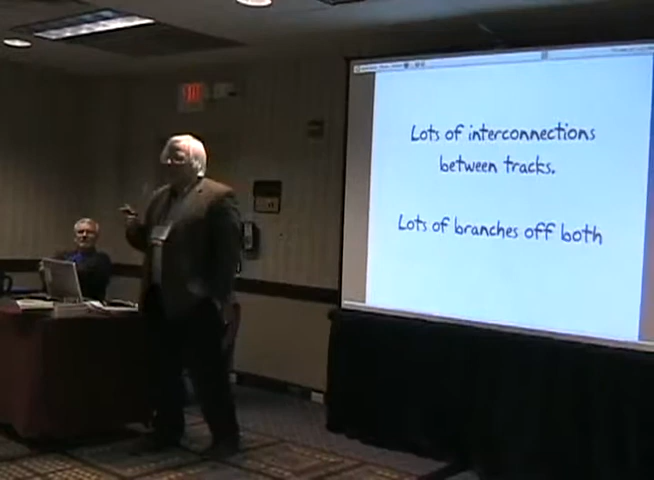 Lots of interconnections
between tracks.
Lots of branches off both